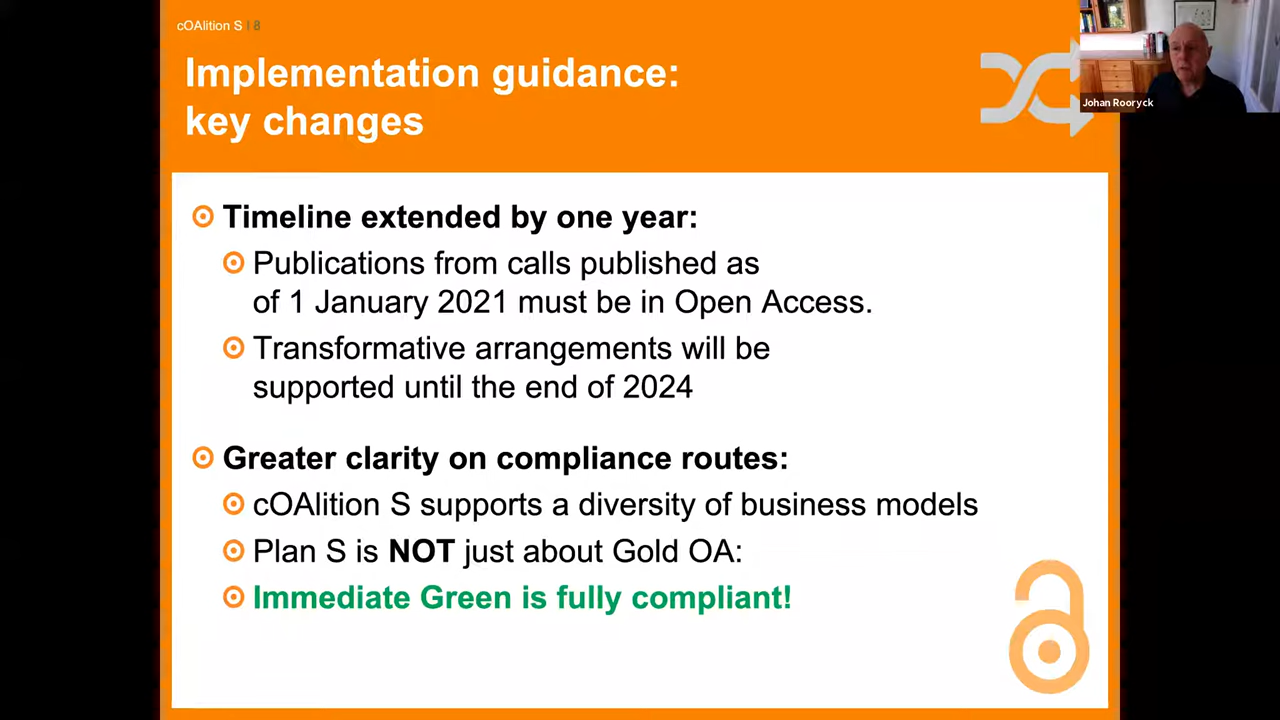 cOAlition S | 8
Implementation guidance:
key changes
Johan Rooryck
Timeline extended by one year:
Publications from calls published as
of 1 January 2021 must be in Open Access.
Transformative arrangements will be
supported until the end of 2024
Greater clarity on compliance routes:
cOAlition S supports a diversity of business models
Plan S is NOT just about Gold OA:
Immediate Green is fully compliant!